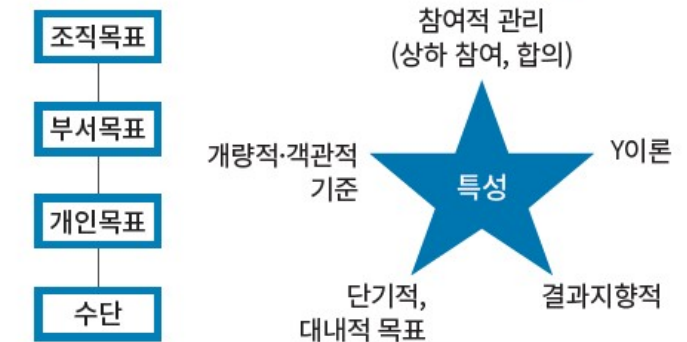 조직목표
부서목표
개인목표
수단
참여적 관리
(상하 참여, 합의)
개량적·객관적
기준
Y이론
특성
단기적,
대내적 목표
결과지향적